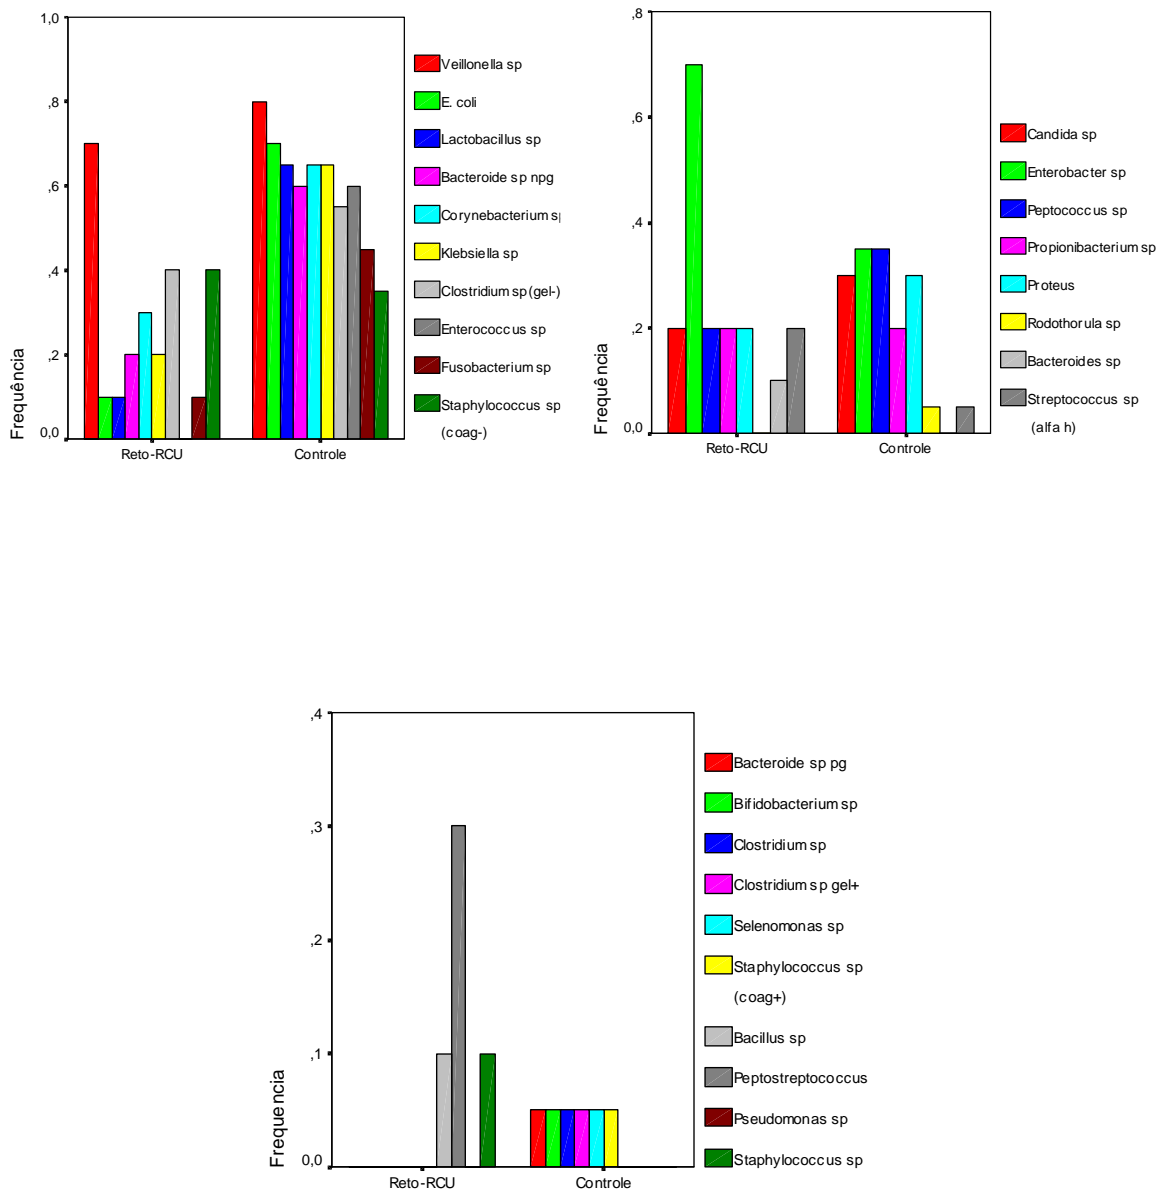 1,0
,8
,6
,4
,2
0,0
Frequência
Reto-RCU
Controle
Veillonella sp
E. coli
Lactobacillus sp
Bacteroide sp npg
Corynebacterium s
Klebsiella sp
Clostridium sp (gel-)
Enterococcus sp
Fusobacterium sp
Staphylococcus sp
(coag-)
,8
,6
,4
,2
0,0
Frequência
Reto-RCU
Controle
Candida sp
Enterobacter sp
Peptococcus sp
Propionibacterium sp
Proteus
Rodothorula sp
Bacteroides sp
Streptococcus sp
(alfa h)
,4
,3
,2
,1
0,0
Frequencia
Reto-RCU
Controle
Bacteroide sp pg
Bifidobacterium sp
Clostridium sp
Clostridium sp gel+
Selenomonas sp
Staphylococcus sp
(coag+)
Bacillus sp
Peptostreptococcus
Pseudomonas sp
Staphylococcus sp